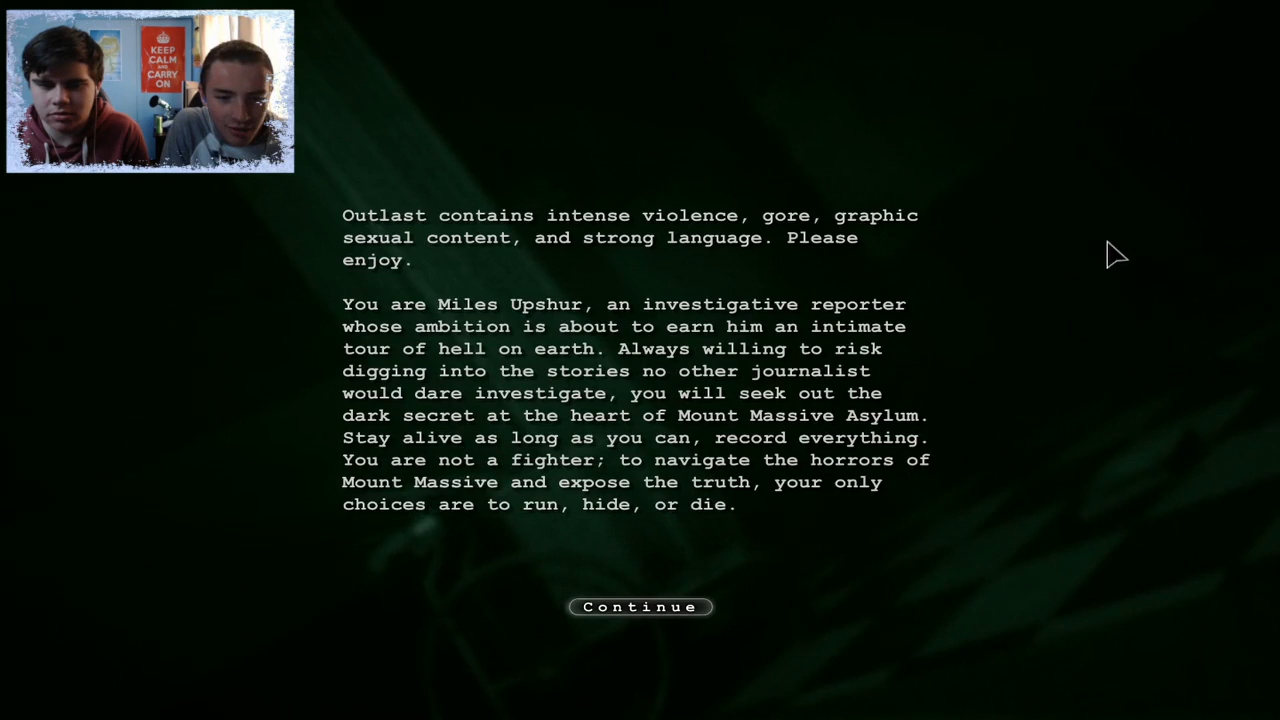 KEEP
CALM
AND
CARRY
ON
Outlast contains intense violence, gore, graphic
sexual content, and strong language. Please
enjoy.
You are Miles Upshur, an investigative reporter
whose ambition is about to earn him an intimate
tour of hell on earth. Always willing to risk
digging into the stories no other journalist
would dare investigate, you will seek out the
dark secret at the heart of Mount Massive Asylum.
Stay alive as long as you can, record everything.
You are not a fighter; to navigate the horrors of
Mount Massive and expose the truth, your only
choices are to run, hide, or die.
Continue